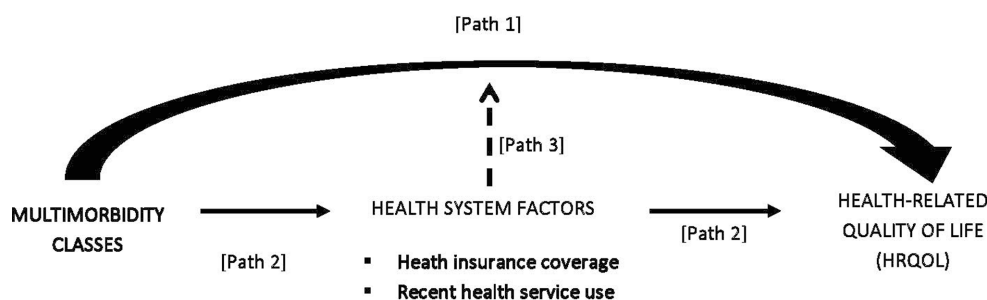 [Path 1]
[Path 3]
MULTIMORBIDITY
CLASSES
HEALTH SYSTEM FACTORS
HEALTH-RELATED
QUALITY OF LIFE
(HRQOL)
[Path 2]
[Path 2]
▪ Heath insurance coverage
▪ Recent health service use